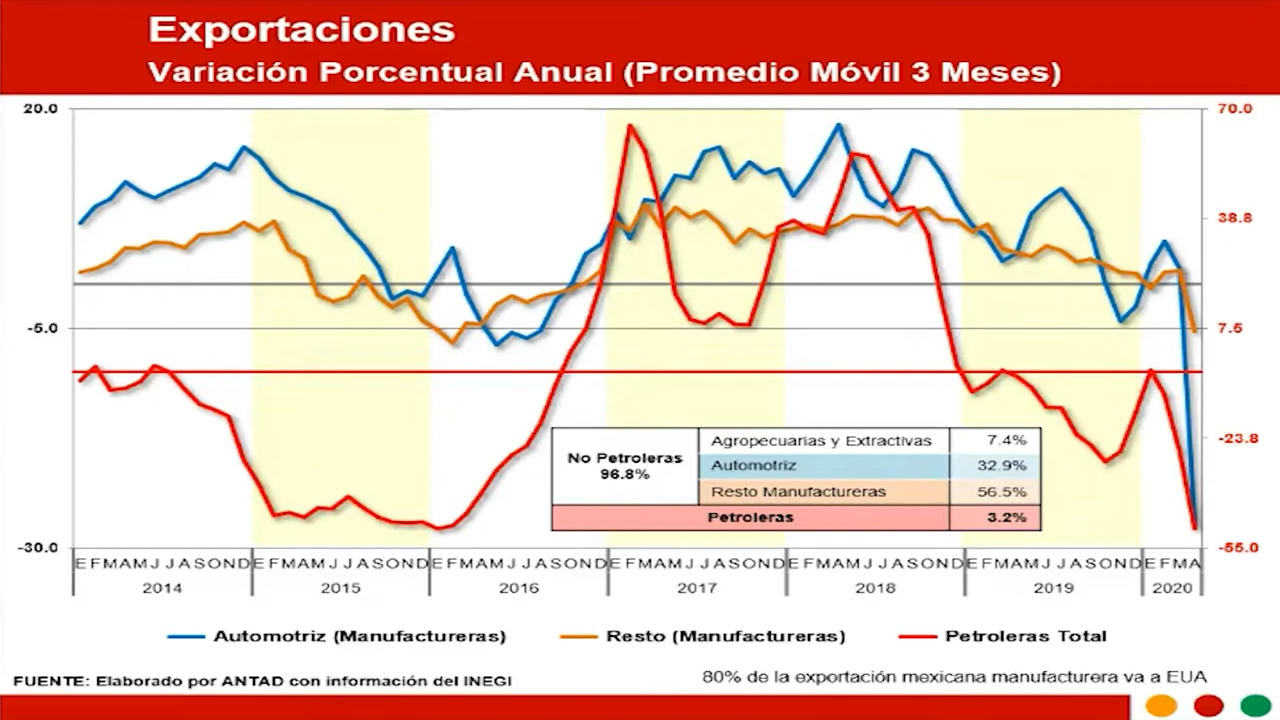 Exportaciones
Variación Porcentual Anual (Promedio Móvil 3 Meses)
20.0
-5.0
-30.0
70.0
38.8
7.5
-23.8
-55.0
No Petroleras
96.8%
Agropecuarias y Extractivas 7.4%
Automotriz 32.9%
Resto Manufactureras 56.5%
Petroleras 3.2%
E F M A M J J A S O N D E F M A M J J A S O N D E F M A M J J A S O N D E F M A M J J A S O N D E F M A M J J A S O N D E F M A M J J A S O N D E F M A
2014 2015 2016 2017 2018 2019 2020
Automotriz (Manufactureras) Resto (Manufactureras) Petroleras Total
80% de la exportación mexicana manufacturera va a EUA
FUENTE: Elaborado por ANTAD con información del INEGI